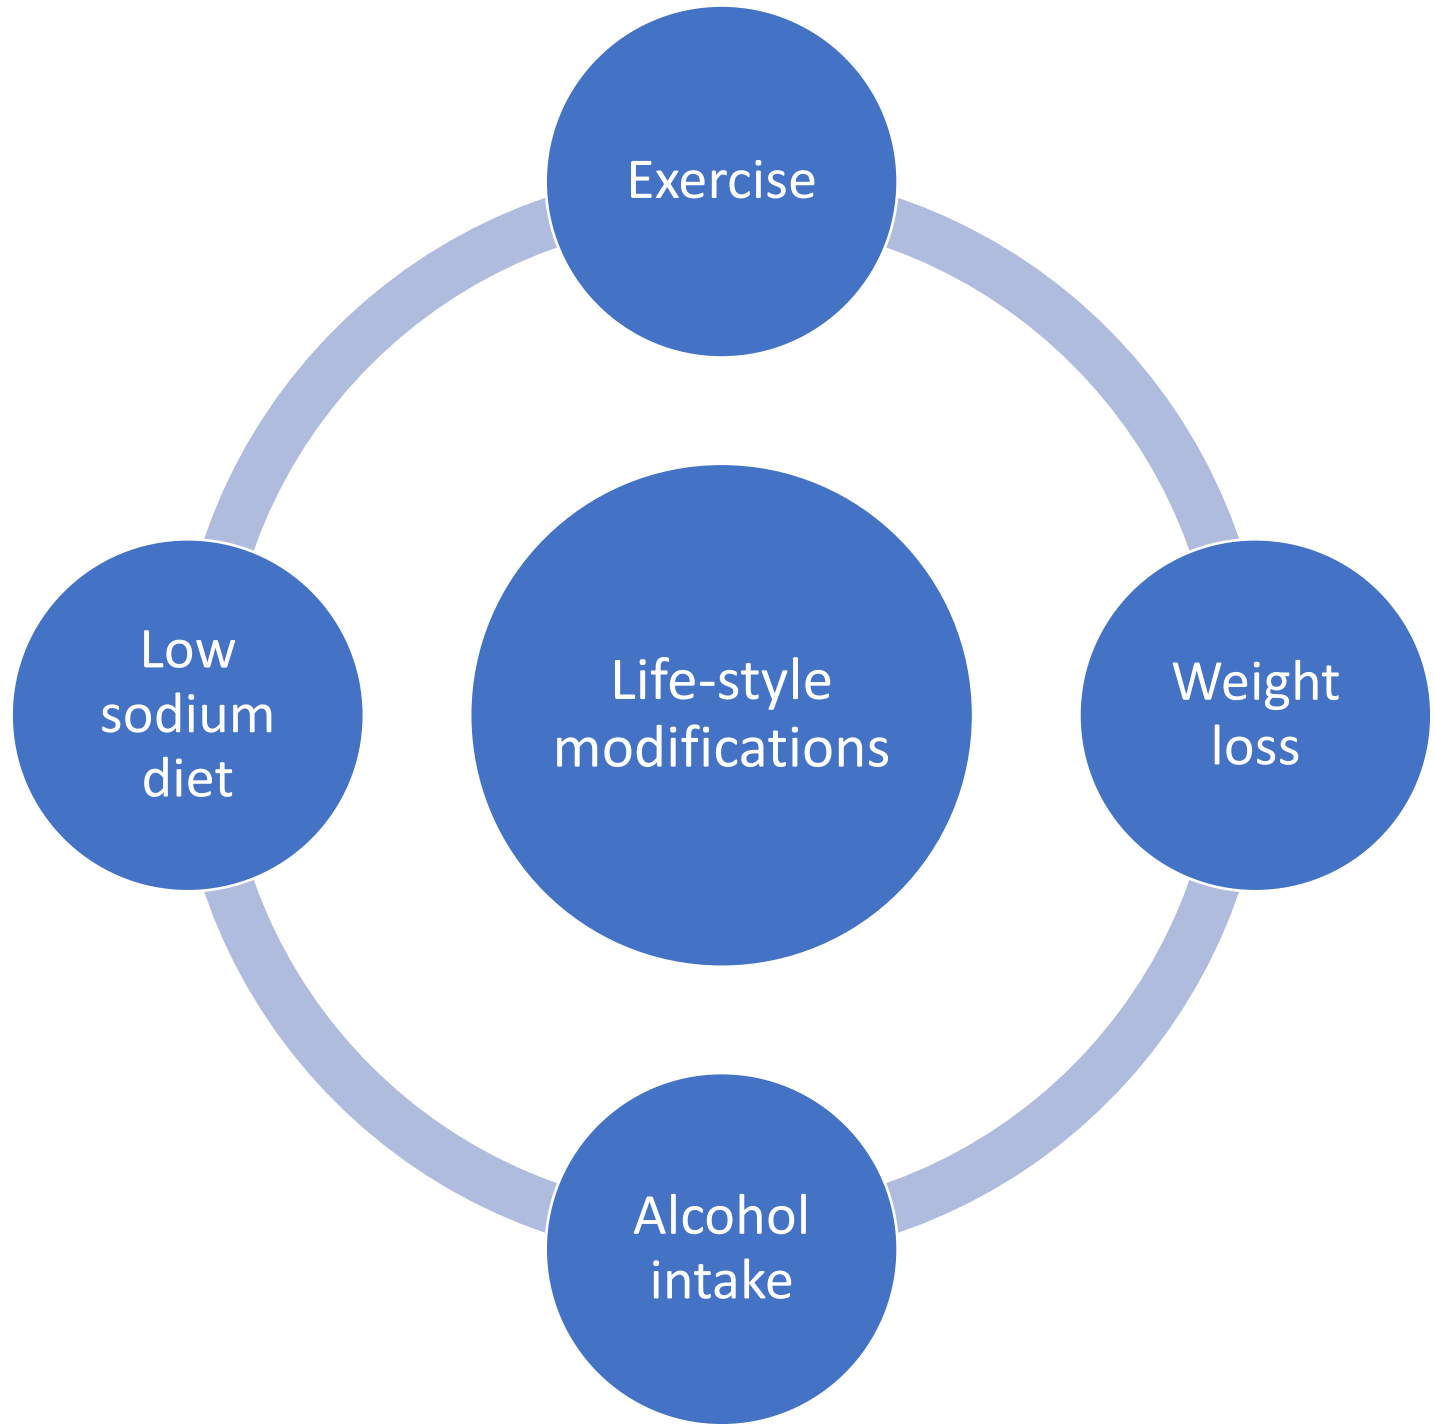 Exercise
Low
sodium
diet
Life-style
modifications
Weight
loss
Alcohol
intake